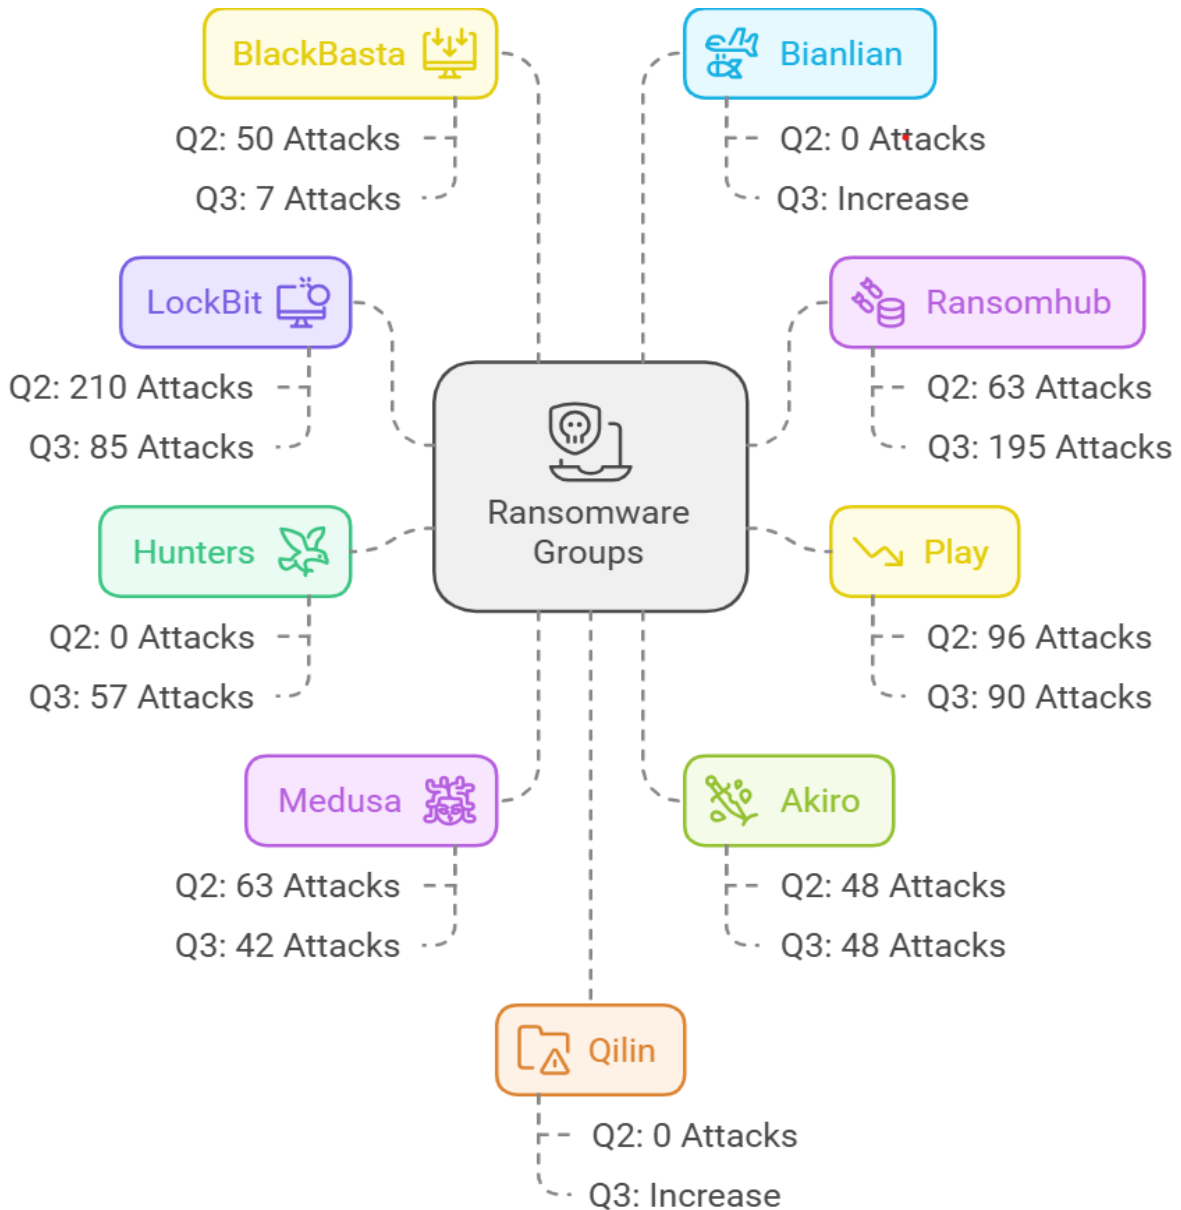 BlackBasta
Q2: 50 Attacks
Q3: 7 Attacks
Bianlian
Q2: 0 Attacks
Q3: Increase
LockBit
Q2: 210 Attacks
Q3: 85 Attacks
Ransomhub
Q2: 63 Attacks
Q3: 195 Attacks
Ransomware
Groups
Hunters
Q2: 0 Attacks
Q3: 57 Attacks
Play
Q2: 96 Attacks
Q3: 90 Attacks
Medusa
Q2: 63 Attacks
Q3: 42 Attacks
Akiro
Q2: 48 Attacks
Q3: 48 Attacks
Qilin
Q2: 0 Attacks
Q3: Increase